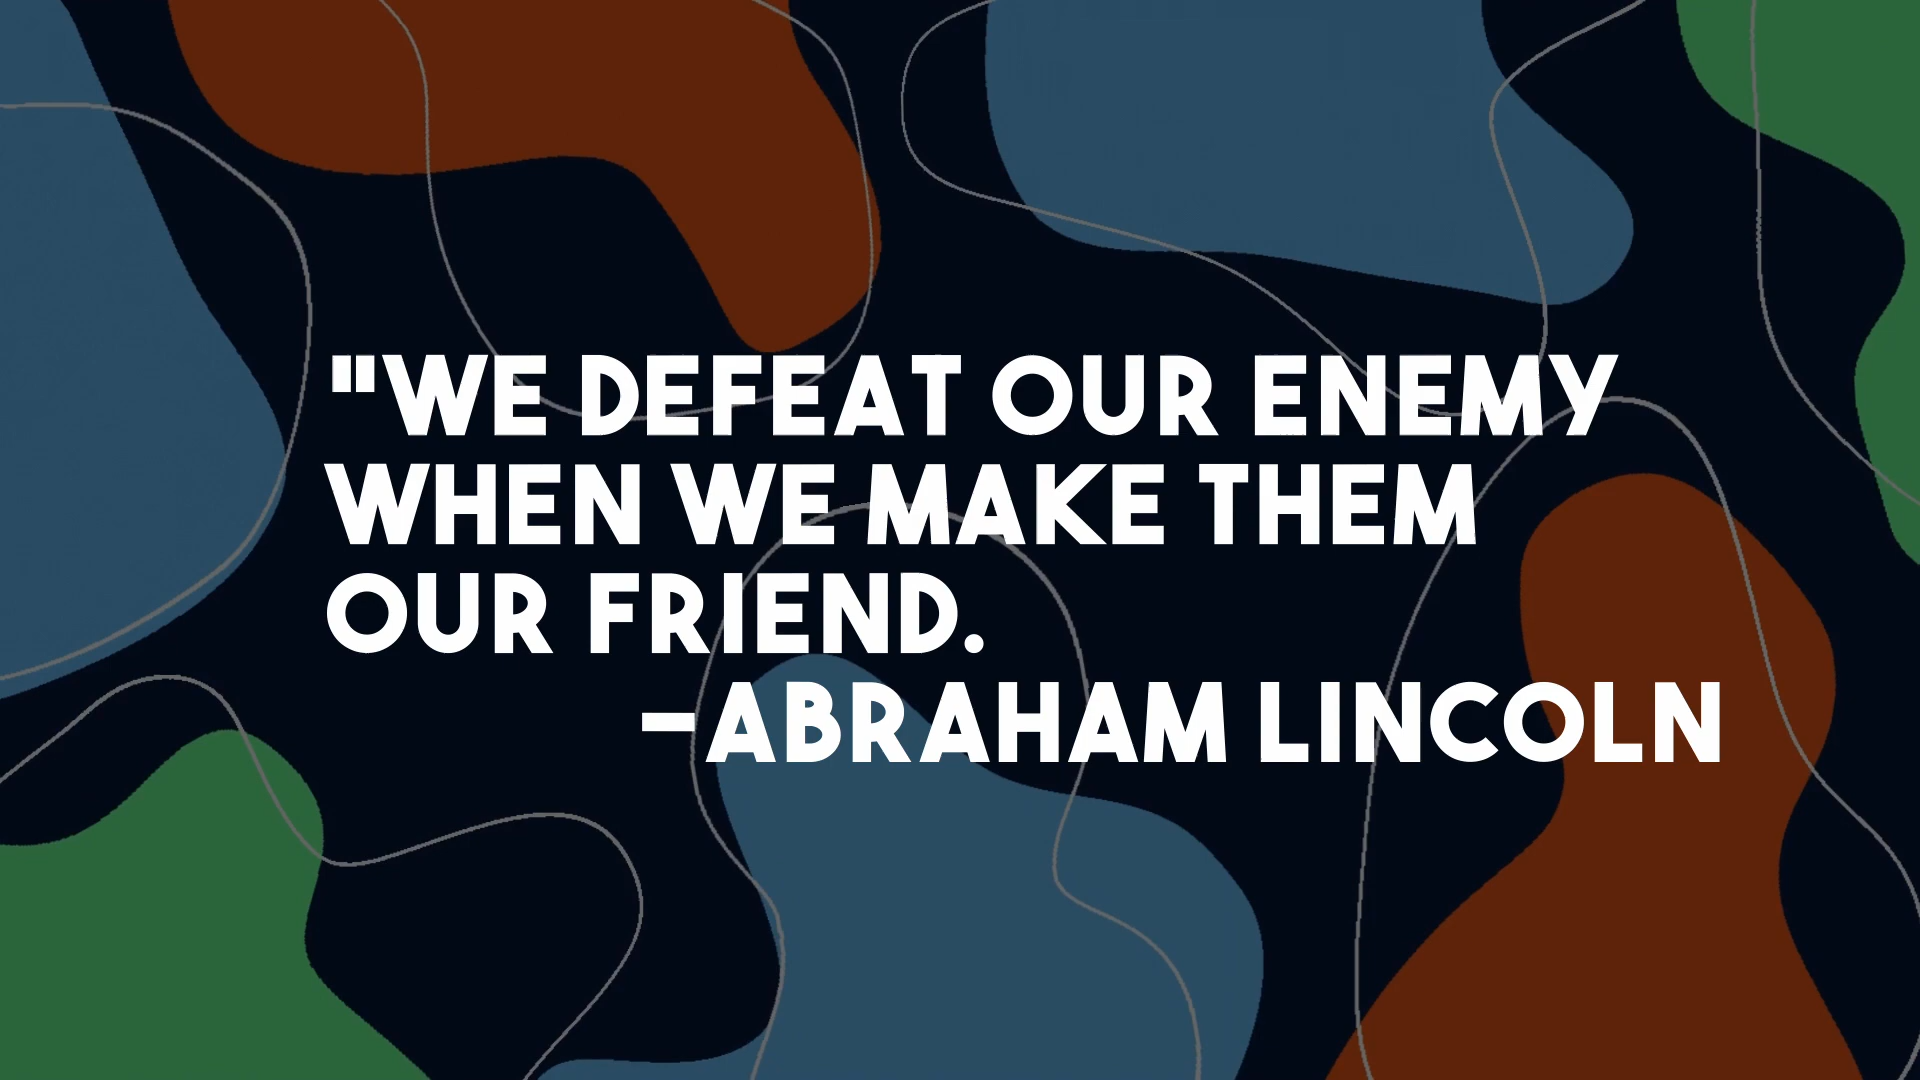 "WE DEFEAT OUR ENEMY
WHEN WE MAKE THEM
OUR FRIEND.
-ABRAHAM LINCOLN